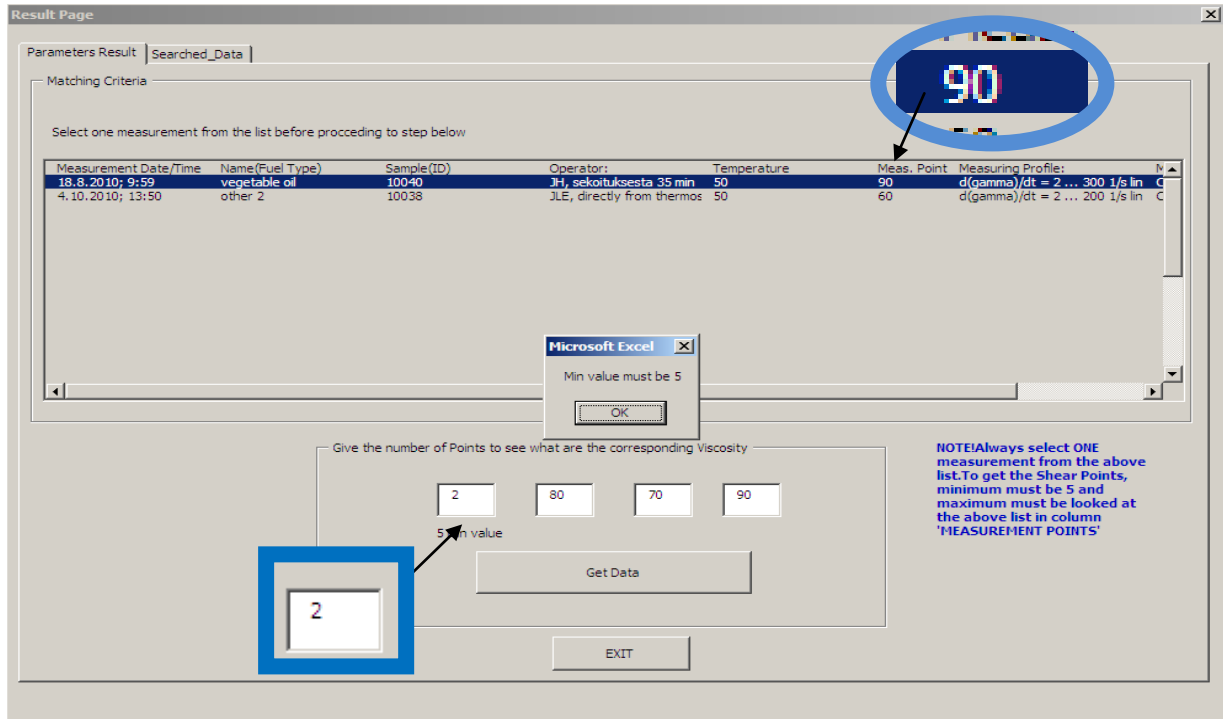 Result Page
Parameters Result Searched_Data
90
Matching Criteria
Select one measurement from the list before procceding to step below
Measurement Date/Time Name(Fuel Type) Sample(ID) Operator: Temperature Meas. Point Measuring Profile: M
18.8.2010; 9:59 vegetable oil 10040 JH, sekoituksesta 35 min 50 90 d(gamma)/dt = 2 ... 300 1/s lin C
4.10.2010; 13:50 other 2 10038 JLE, directly from thermos 50 60 d(gamma)/dt = 2 ... 200 1/s lin C
Microsoft Excel
Min value must be 5
OK
Give the number of Points to see what are the corresponding Viscosity
2 80 70 90
5 Min value
Get Data
2
EXIT
NOTE!Always select ONE
measurement from the above
list.To get the Shear Points,
minimum must be 5 and
maximum must be looked at
the above list in column
'MEASUREMENT POINTS'